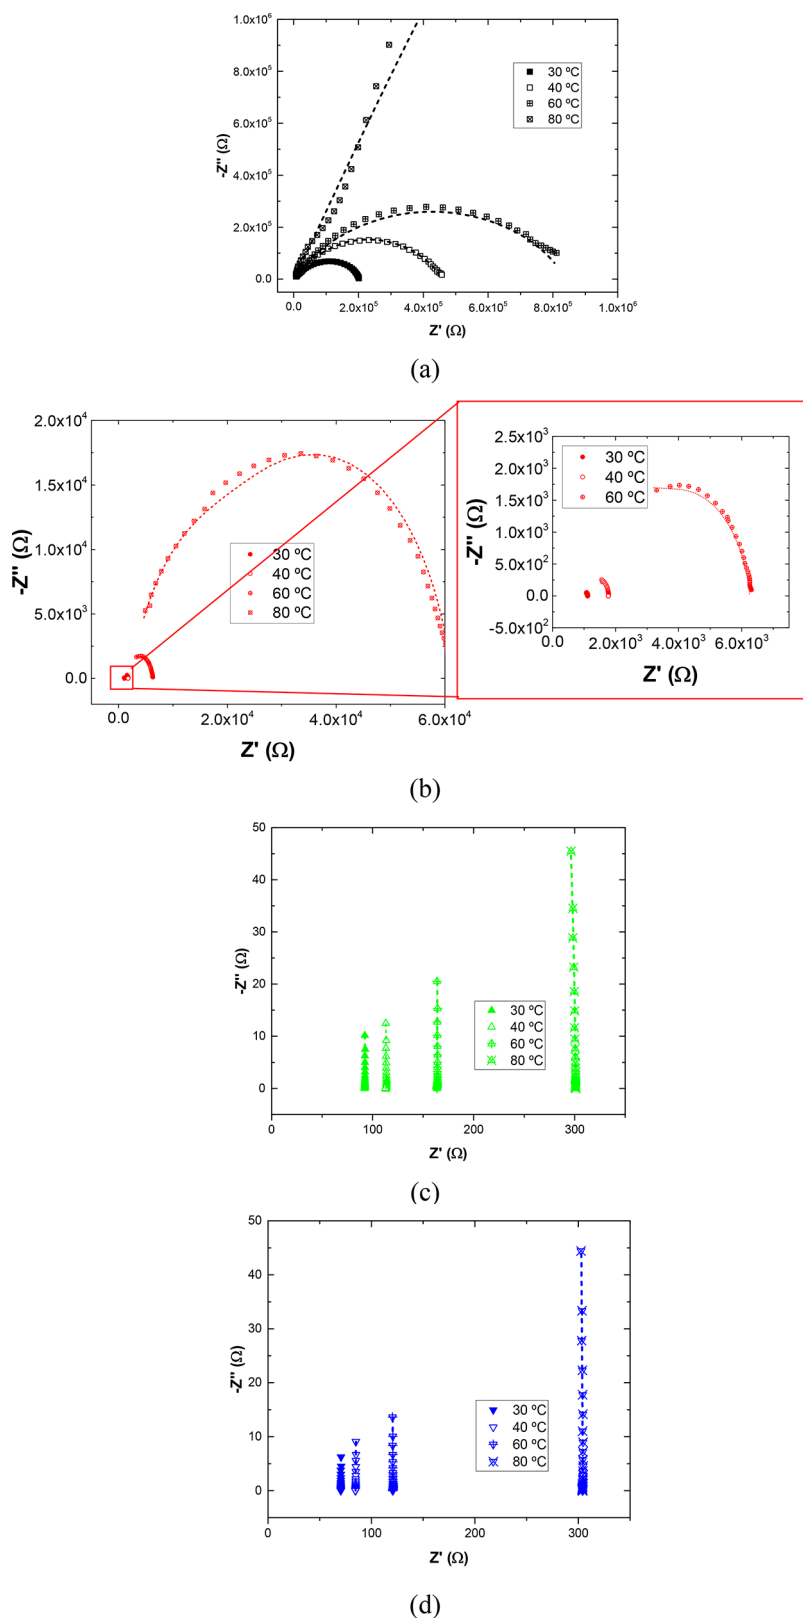 1.0x10⁶
8.0x10⁵
6.0x10⁵
4.0x10⁵
2.0x10⁵
0.0
-Z'' (Ω)
30 ºC
40 ºC
60 ºC
80 ºC
0.0 2.0x10⁵ 4.0x10⁵ 6.0x10⁵ 8.0x10⁵ 1.0x10⁶
Z' (Ω)
(a)
2.0x10⁴
1.5x10⁴
1.0x10⁴
5.0x10³
0.0
-Z'' (Ω)
30 ºC
40 ºC
60 ºC
80 ºC
0.0 2.0x10⁴ 4.0x10⁴ 6.0x10⁴
Z' (Ω)
2.5x10³
2.0x10³
1.5x10³
1.0x10³
5.0x10²
0.0
-5.0x10²
-Z'' (Ω)
30 ºC
40 ºC
60 ºC
0.0 2.0x10³ 4.0x10³ 6.0x10³
Z' (Ω)
(b)
50
40
30
20
10
0
-Z'' (Ω)
30 ºC
40 ºC
60 ºC
80 ºC
0 100 200 300
Z' (Ω)
(c)
50
40
30
20
10
0
-Z'' (Ω)
30 ºC
40 ºC
60 ºC
80 ºC
0 100 200 300
Z' (Ω)
(d)